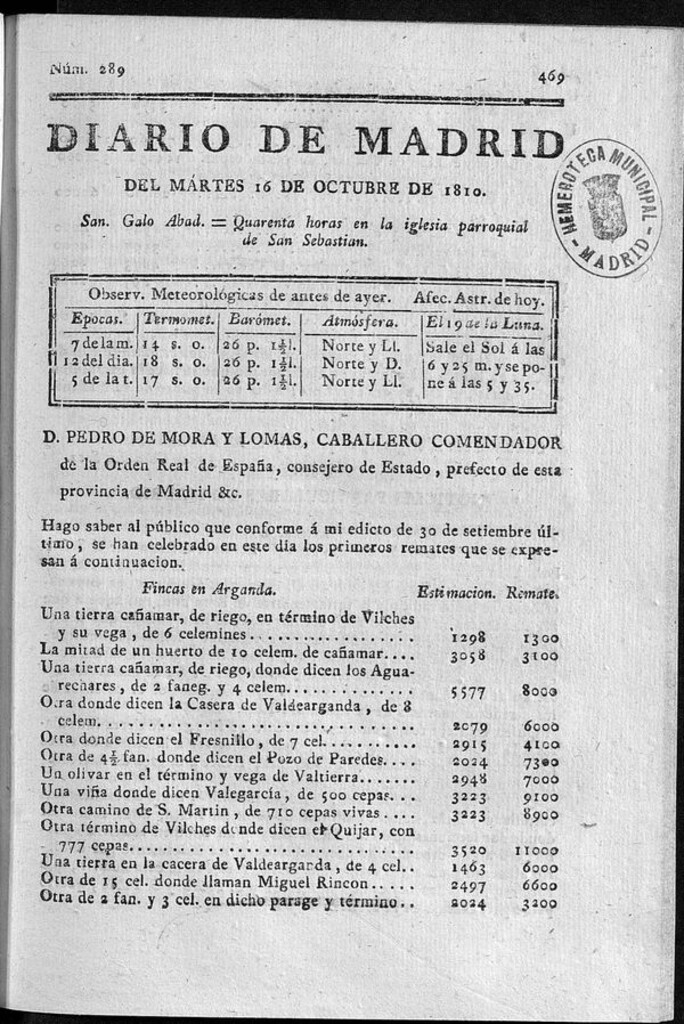 Núm. 289
469
DIARIO DE MADRID
DEL MÁRTES 16 DE OCTUBRE DE 1810.
San. Galo Abad. = Quarenta horas en la iglesia parroquial
de San Sebastian.
HEMEROTECA MUNICIPAL
- MADRID -
Observ. Meteorológicas de antes de ayer. Afec. Astr. de hoy.
Epocas. Termomet. Barómet. Atmósfera. El 19 de la Luna.
7 de la m. 14 s. o. 26 p. 1½ l. Norte y Ll. Sale el Sol á las
12 del dia. 18 s. o. 26 p. 1½ l. Norte y D. 6 y 25 m. y se po-
5 de la t. 17 s. o. 26 p. 1½ l. Norte y Ll. ne á las 5 y 35.
D. PEDRO DE MORA Y LOMAS, CABALLERO COMENDADOR
de la Orden Real de España, consejero de Estado, prefecto de esta
provincia de Madrid &c.
Hago saber al público que conforme á mi edicto de 30 de setiembre úl-
timo, se han celebrado en este dia los primeros remates que se expre-
san á continuacion.
Fincas en Arganda. Estimacion. Remate.
Una tierra cañamar, de riego, en término de Vilches
y su vega, de 6 celemines.................. 1298 1300
La mitad de un huerto de 10 celem. de cañamar.... 3058 3100
Una tierra cañamar, de riego, donde dicen los Agua-
rechares, de 2 faneg. y 4 celem.............. 5577 8000
Otra donde dicen la Casera de Valdearganda, de 8
celem................................. 2079 6000
Otra donde dicen el Fresnillo, de 7 cel.......... 2915 4100
Otra de 4½ fan. donde dicen el Pozo de Paredes.... 2024 7300
Un olivar en el término y vega de Valtierra....... 2948 7000
Una viña donde dicen Valegarcía, de 500 cepas... 3223 9100
Otra camino de S. Martin, de 710 cepas vivas .... 3223 8900
Otra término de Vilches donde dicen el Quijar, con
777 cepas.............................. 3520 11000
Una tierra en la cacera de Valdearganda, de 4 cel.. 1463 6000
Otra de 15 cel. donde llaman Miguel Rincon..... 2497 6600
Otra de 2 fan. y 3 cel. en dicho parage y término.. 2024 3200